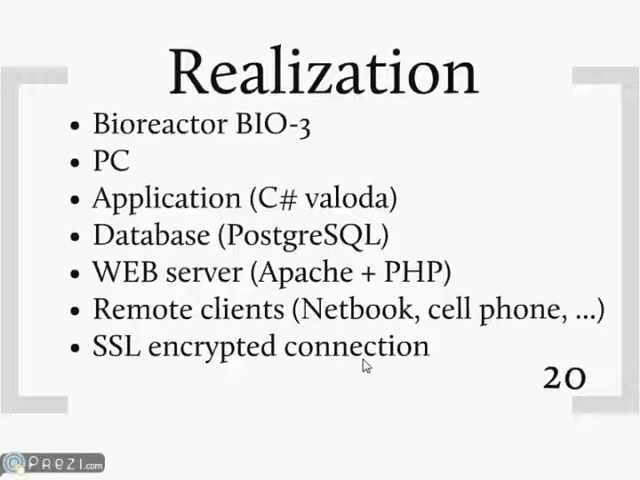 Realization
• Bioreactor BIO-3
• PC
• Application (C# valoda)
• Database (PostgreSQL)
• WEB server (Apache + PHP)
• Remote clients (Netbook, cell phone, ...)
• SSL encrypted connection
20
PREZI.com